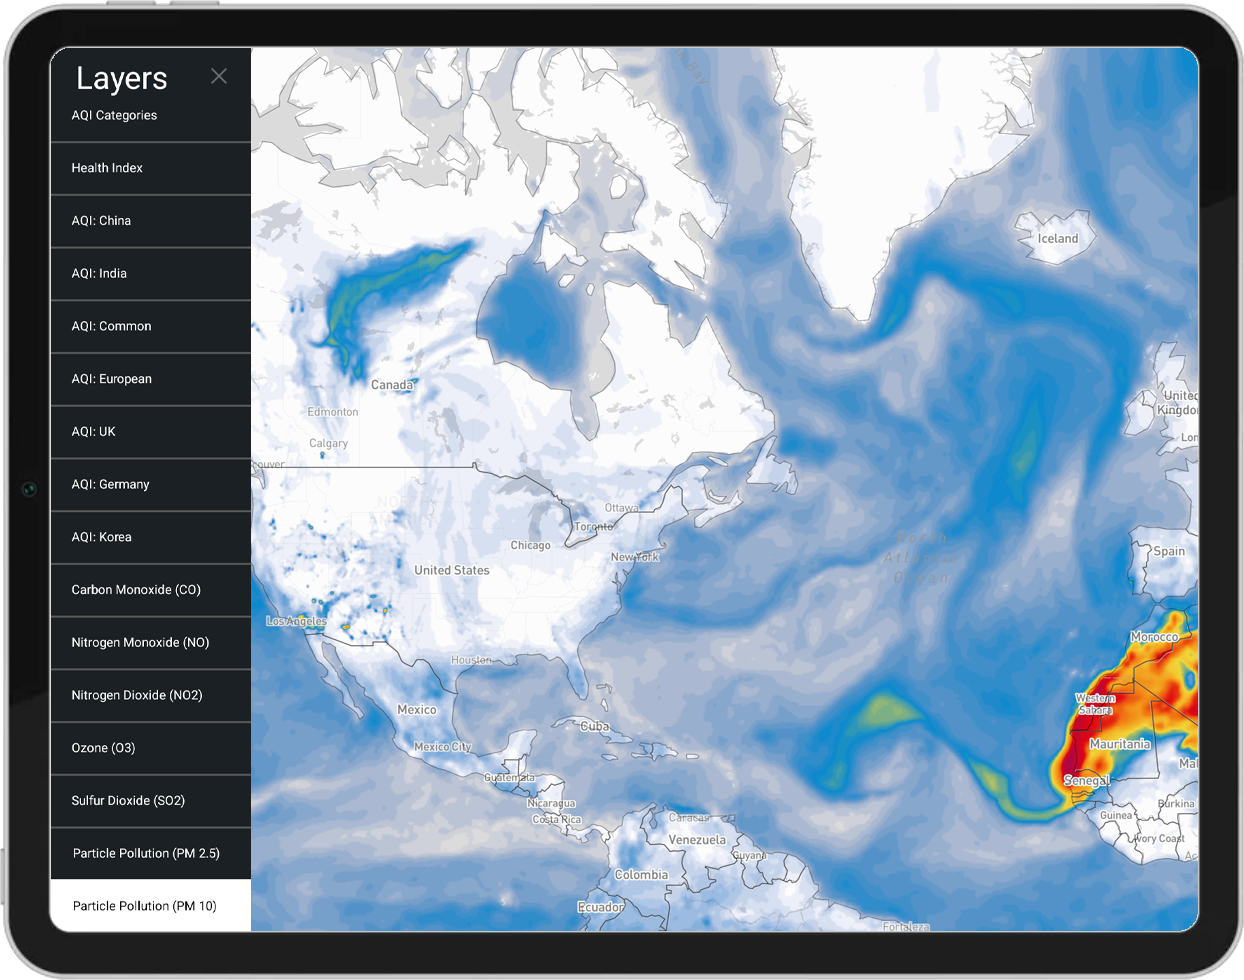 Layers
AQI Categories
Health Index
AQI: China
AQI: India
AQI: Common
AQI: European
AQI: UK
AQI: Germany
AQI: Korea
Carbon Monoxide (CO)
Nitrogen Monoxide (NO)
Nitrogen Dioxide (NO2)
Ozone (O3)
Sulfur Dioxide (SO2)
Particle Pollution (PM 2.5)
Particle Pollution (PM 10)
Bay
Iceland
Canada
Edmonton
Calgary
couver
United
Kingdo
Lon
Ottawa
Toronto
Chicago
New York
United States
North
Atlantic
Ocean
Spain
Los Angeles
Morocco
Houston
Western
Sahara
Mexico
Cuba
Mexico City
Mauritania
Mal
Guatemala
Senegal
Nicaragua
Costa Rica
Caracas
Burkina
Guinea
Venezuela
Ivory Coast
Guyana
Ac
Colombia
Ecuador
Fortaleza